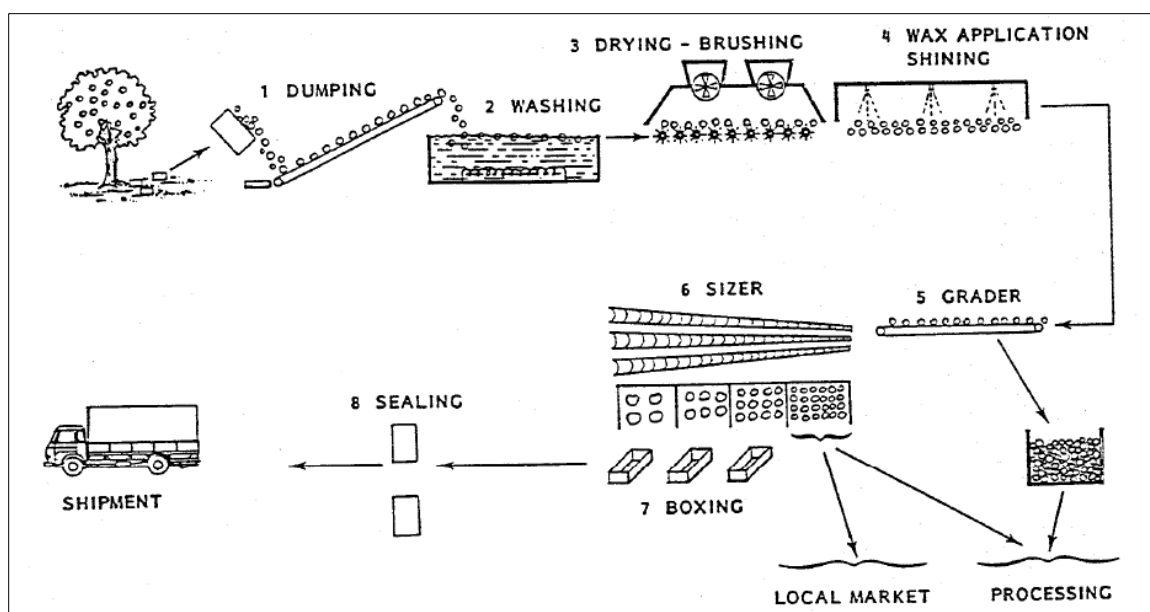 1 DUMPING
2 WASHING
3 DRYING - BRUSHING
4 WAX APPLICATION
SHINING
5 GRADER
6 SIZER
7 BOXING
8 SEALING
SHIPMENT
LOCAL MARKET
PROCESSING